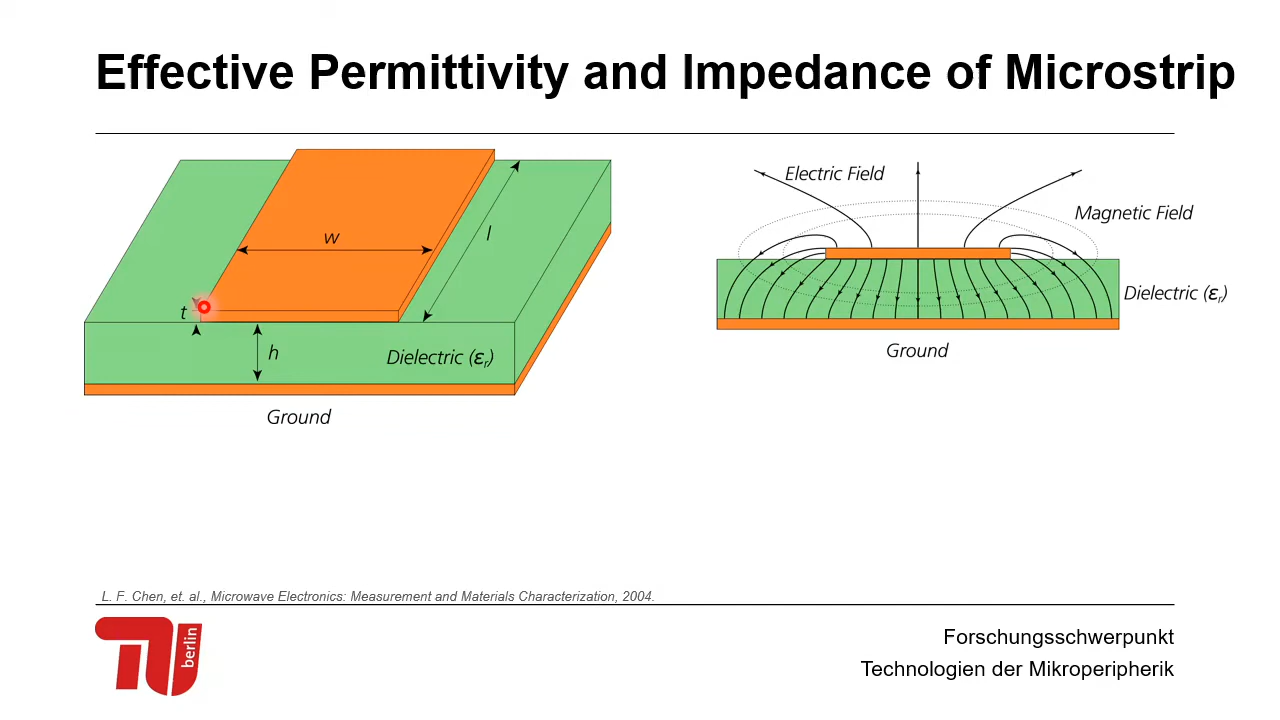 Effective Permittivity and Impedance of Microstrip
w
l
t
h
Dielectric (εr)
Ground
Electric Field
Magnetic Field
Dielectric (εr)
Ground
L. F. Chen, et. al., Microwave Electronics: Measurement and Materials Characterization, 2004.
berlin
Forschungsschwerpunkt
Technologien der Mikroperipherik